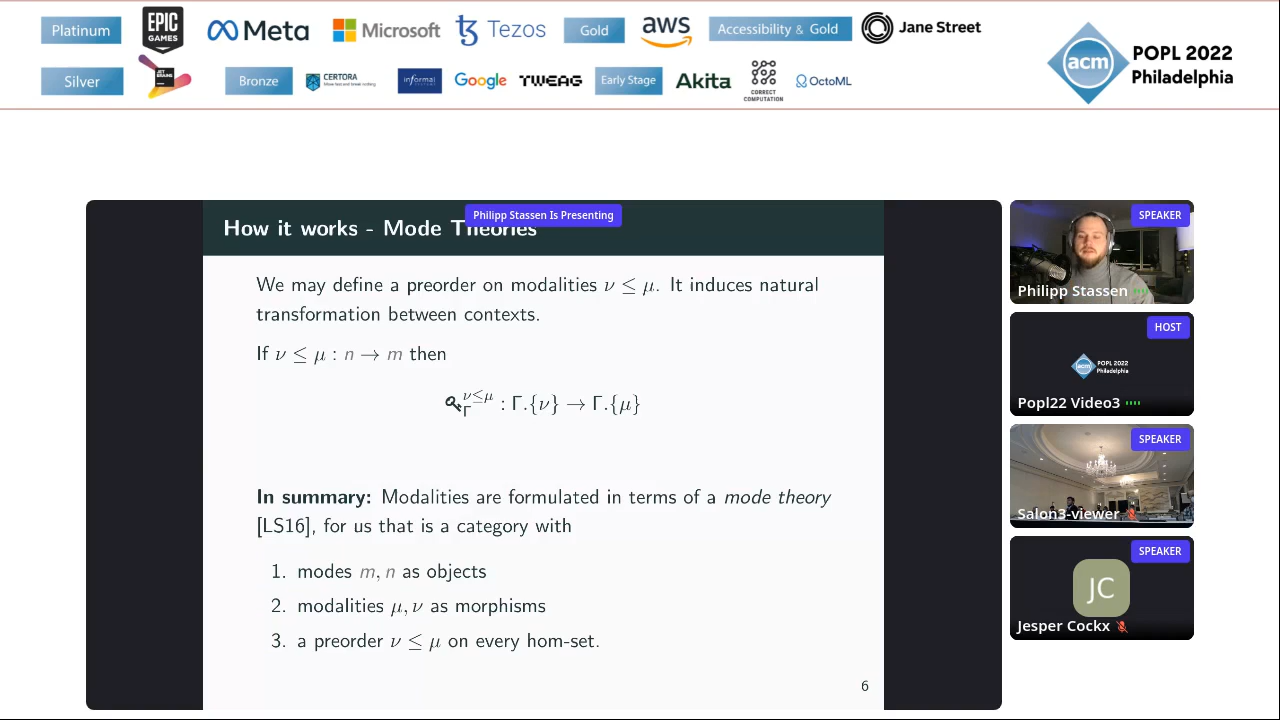 Platinum
EPIC GAMES
Meta
Microsoft
Tezos
Gold
aws
Accessibility & Gold
Jane Street
Silver
JET BRAINS
Bronze
CERTORA
informal
Google
TWEAG
Early Stage
Akita
CORRECT COMPUTATION
OctoML
acm
POPL 2022
Philadelphia
How it works - Mode Theories
Philipp Stassen Is Presenting
We may define a preorder on modalities ν ≤ μ. It induces natural
transformation between contexts.
If ν ≤ μ : n → m then
🔑_Γ^{ν≤μ} : Γ.{ν} → Γ.{μ}
In summary: Modalities are formulated in terms of a mode theory
[LS16], for us that is a category with
1. modes m, n as objects
2. modalities μ, ν as morphisms
3. a preorder ν ≤ μ on every hom-set.
6
SPEAKER
Philipp Stassen
HOST
POPL 2022
Philadelphia
Popl22 Video3
SPEAKER
Salon3-viewer
SPEAKER
JC
Jesper Cockx